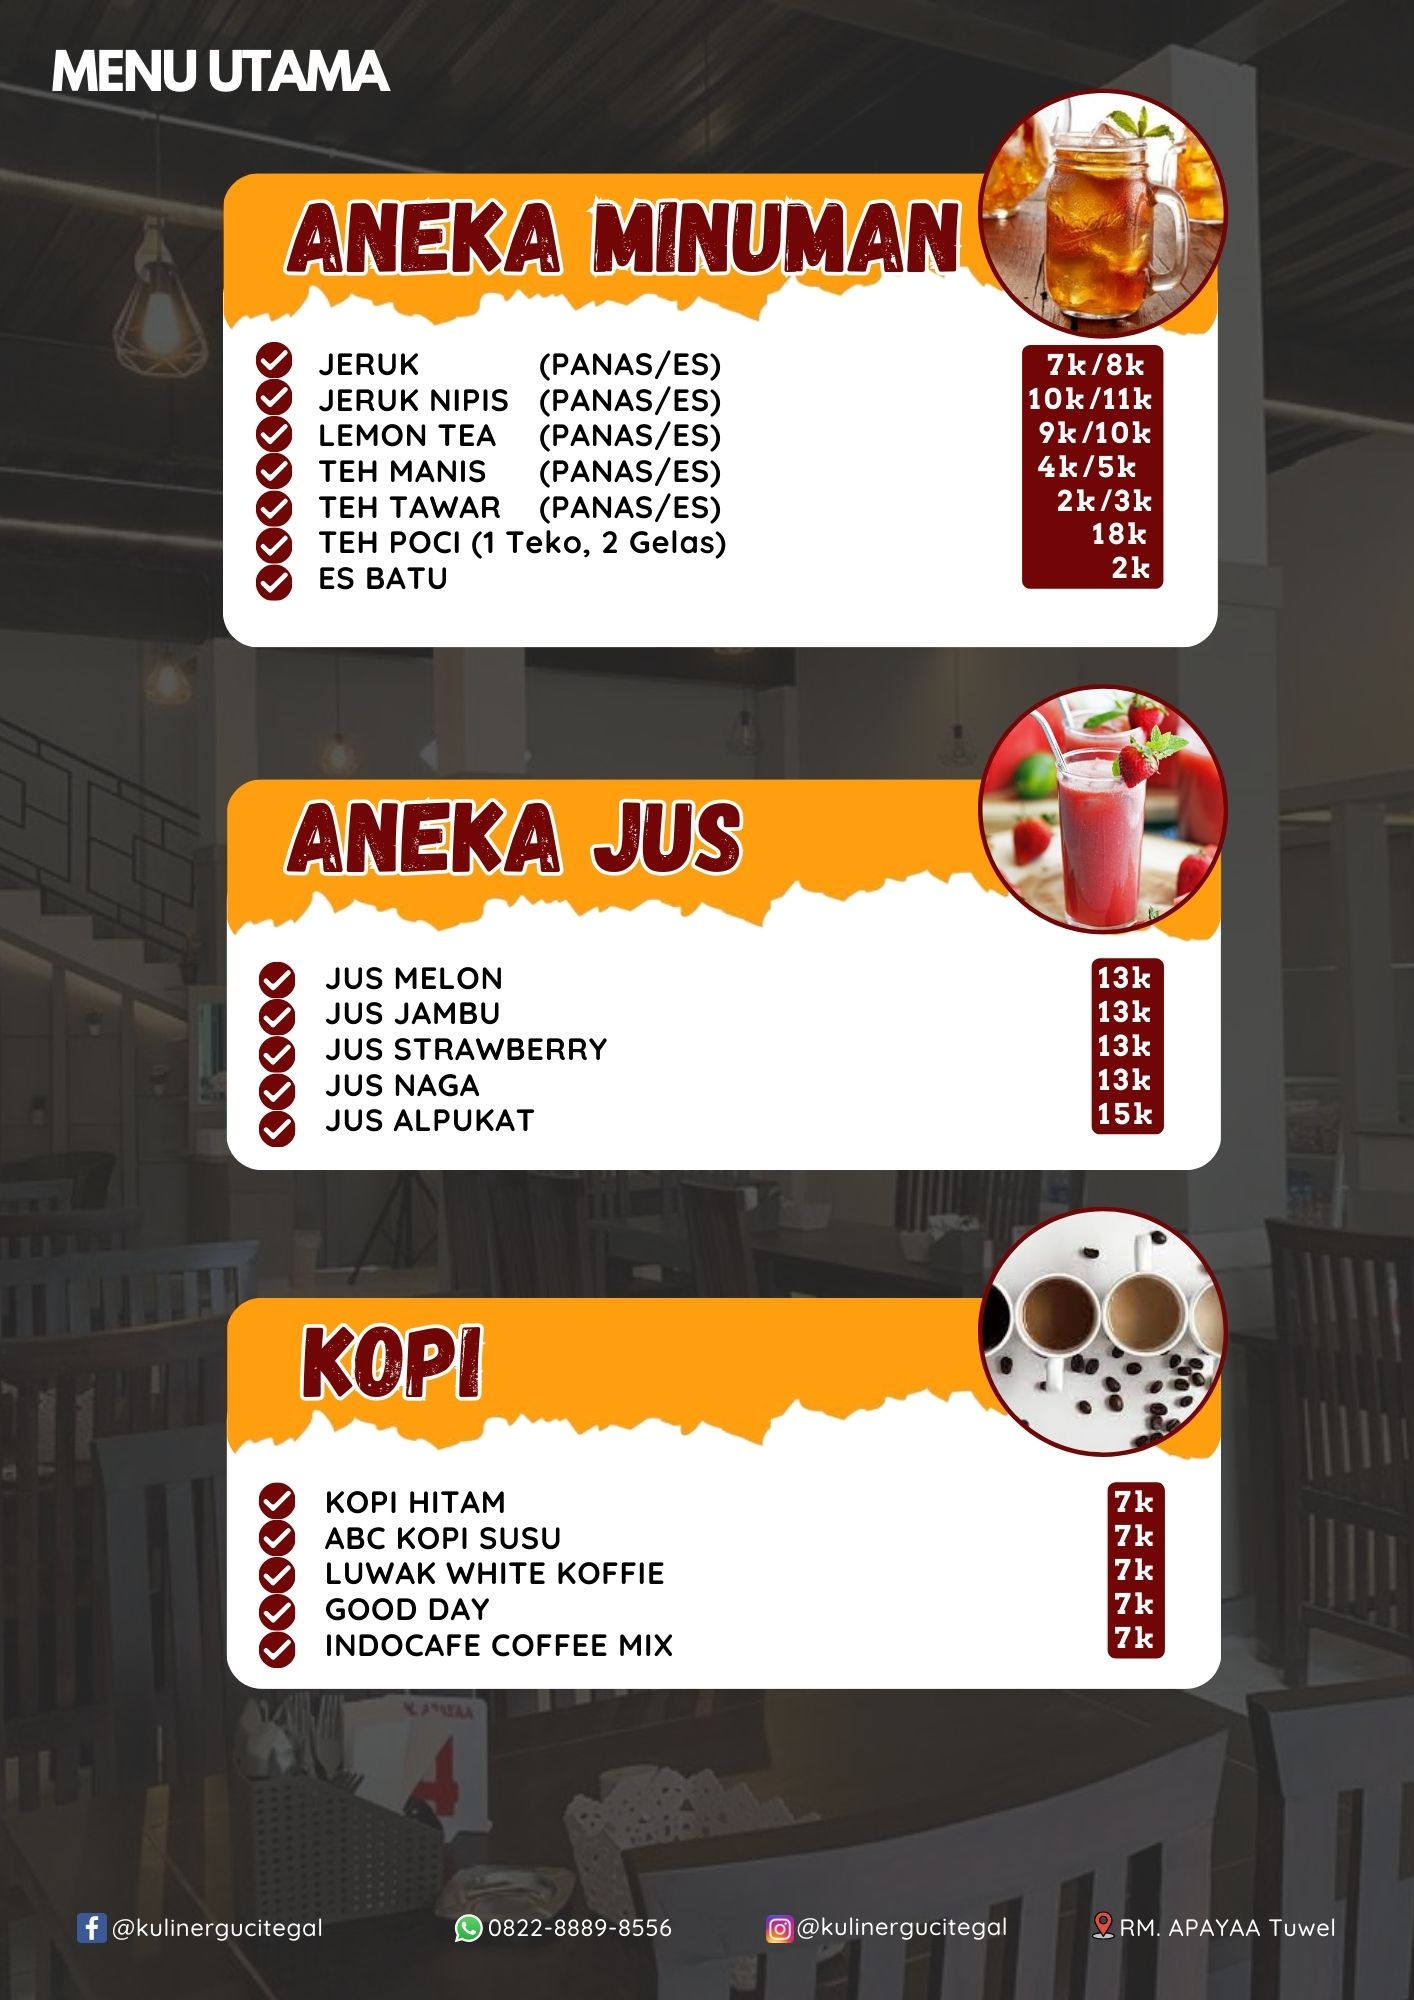 MENU UTAMA
ANEKA MINUMAN
JERUK (PANAS/ES) 7k/8k
JERUK NIPIS (PANAS/ES) 10k/11k
LEMON TEA (PANAS/ES) 9k/10k
TEH MANIS (PANAS/ES) 4k/5k
TEH TAWAR (PANAS/ES) 2k/3k
TEH POCI (1 Teko, 2 Gelas) 18k
ES BATU 2k
ANEKA JUS
JUS MELON 13k
JUS JAMBU 13k
JUS STRAWBERRY 13k
JUS NAGA 13k
JUS ALPUKAT 15k
KOPI
KOPI HITAM 7k
ABC KOPI SUSU 7k
LUWAK WHITE KOFFIE 7k
GOOD DAY 7k
INDOCAFE COFFEE MIX 7k
4
@kulinergucitegal 0822-8889-8556 @kulinergucitegal RM. APAYAA Tuwel